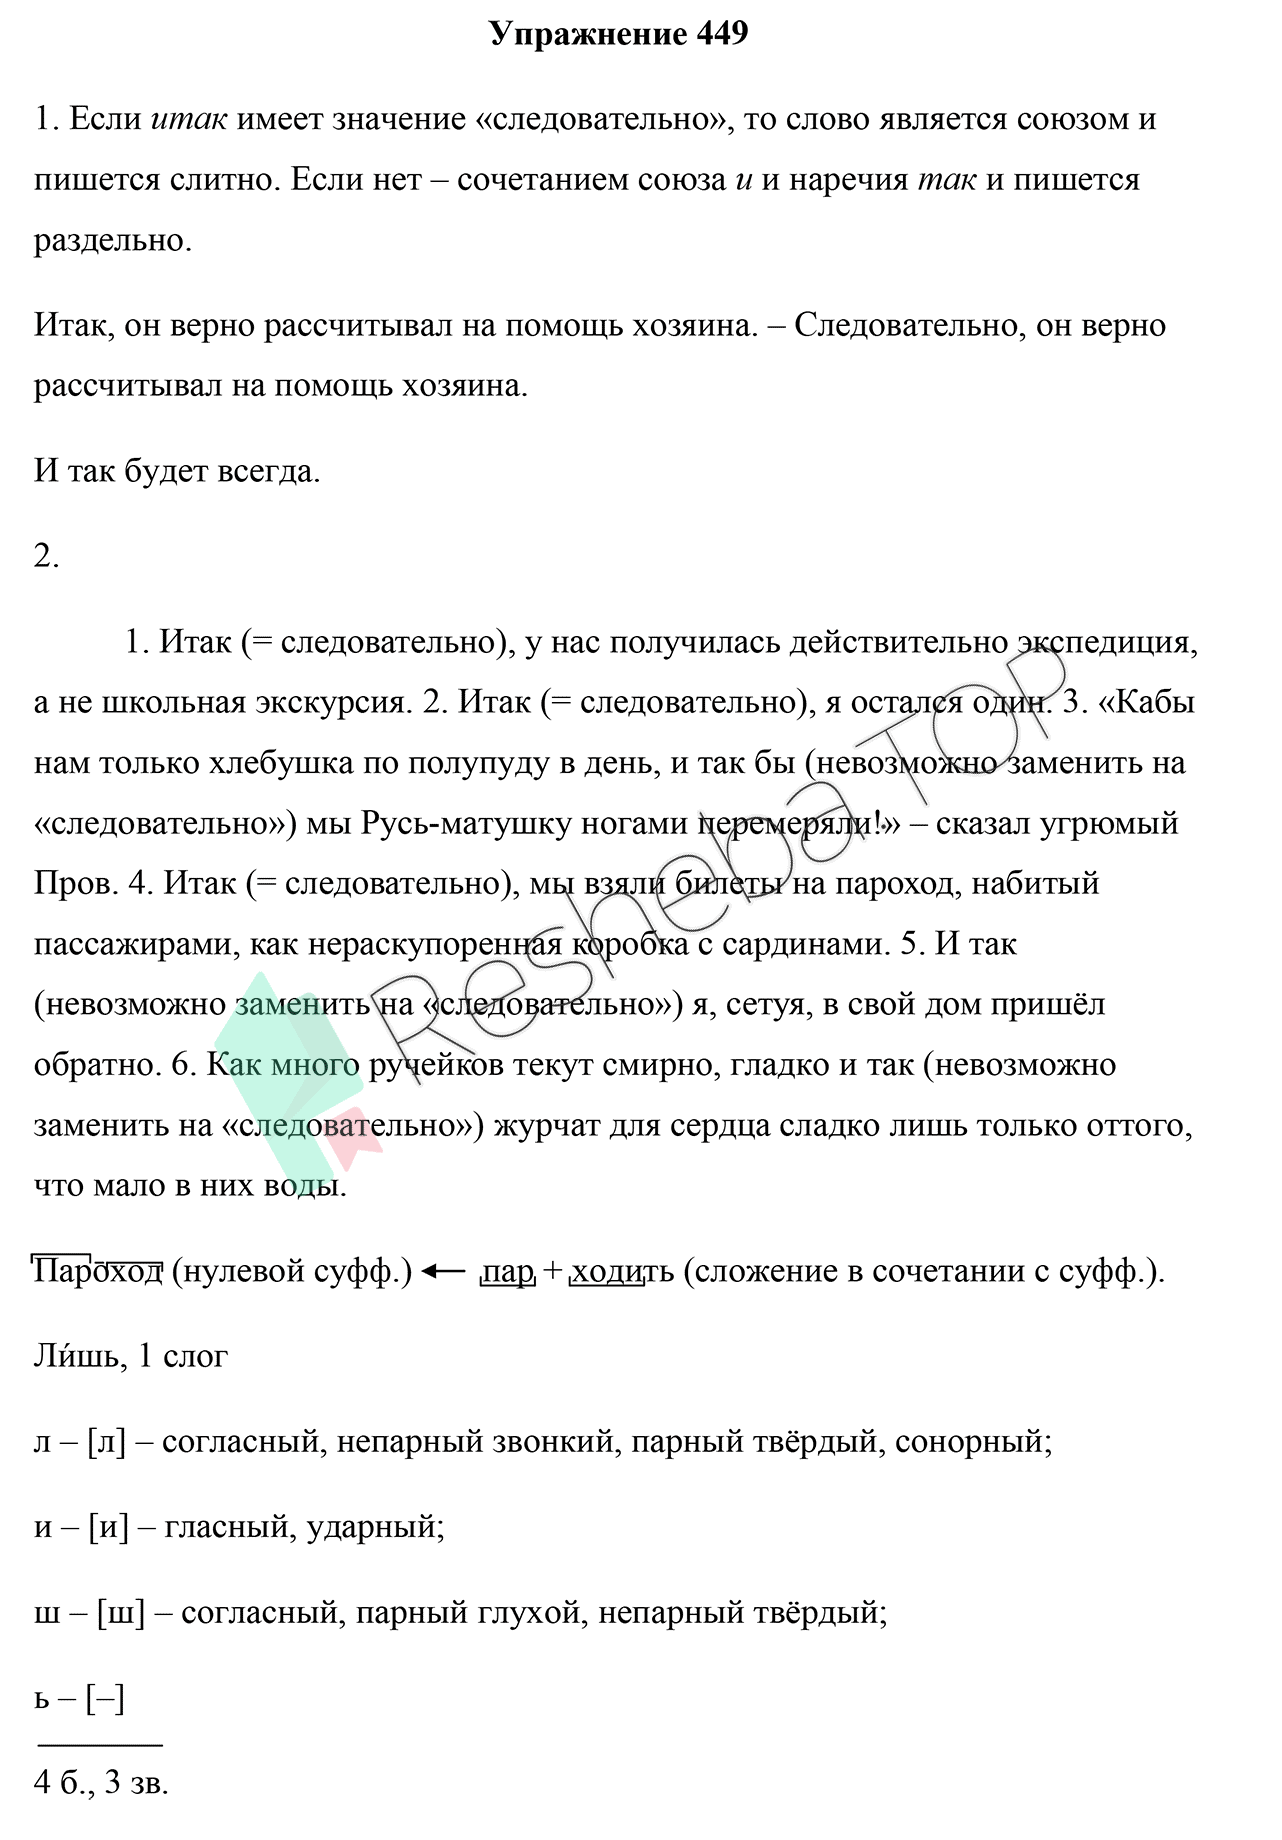 Упражнение 449
1. Если итак имеет значение «следовательно», то слово является союзом и
пишется слитно. Если нет – сочетанием союза и и наречия так и пишется
раздельно.
Итак, он верно рассчитывал на помощь хозяина. – Следовательно, он верно
рассчитывал на помощь хозяина.
И так будет всегда.
2.
1. Итак (= следовательно), у нас получилась действительно экспедиция,
а не школьная экскурсия. 2. Итак (= следовательно), я остался один. 3. «Кабы
нам только хлебушка по полупуду в день, и так бы (невозможно заменить на
«следовательно») мы Русь-матушку ногами перемеряли!» – сказал угрюмый
Пров. 4. Итак (= следовательно), мы взяли билеты на пароход, набитый
пассажирами, как нераскупоренная коробка с сардинами. 5. И так
(невозможно заменить на «следовательно») я, сетуя, в свой дом пришёл
обратно. 6. Как много ручейков текут смирно, гладко и так (невозможно
заменить на «следовательно») журчат для сердца сладко лишь только оттого,
что мало в них воды.
Resheba TOP
Пароход (нулевой суфф.) ← пар + ходить (сложение в сочетании с суфф.).
Ли́шь, 1 слог
л – [л] – согласный, непарный звонкий, парный твёрдый, сонорный;
и – [и] – гласный, ударный;
ш – [ш] – согласный, парный глухой, непарный твёрдый;
ь – [–]
4 б., 3 зв.